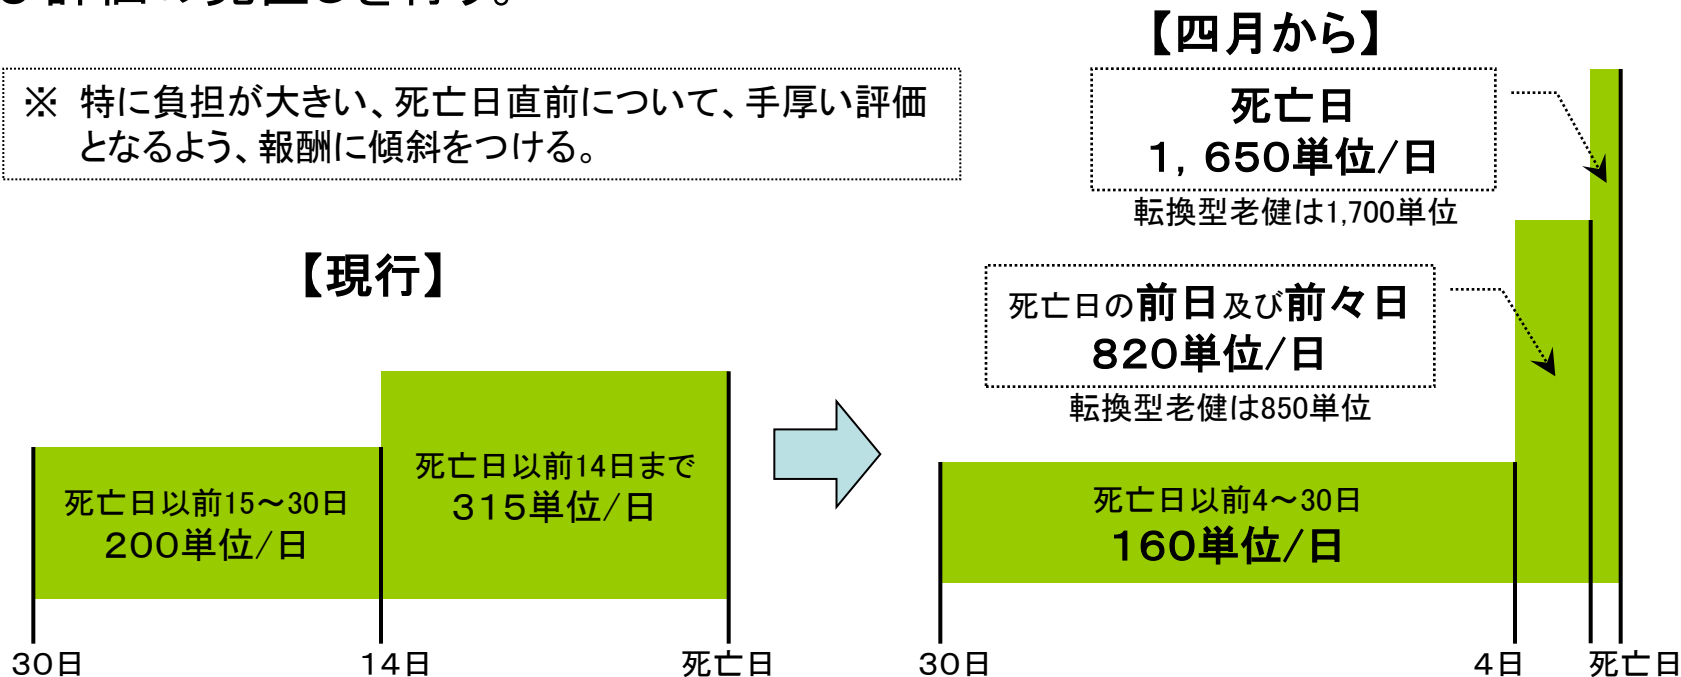 ※ 特に負担が大きい、死亡日直前について、手厚い評価
となるよう、報酬に傾斜をつける。
【現行】
死亡日以前15～30日
200単位/日
死亡日以前14日まで
315単位/日
30日
14日
死亡日
【四月から】
死亡日
1,650単位/日
転換型老健は1,700単位
死亡日の前日及び前々日
820単位/日
転換型老健は850単位
死亡日以前4～30日
160単位/日
30日
4日
死亡日